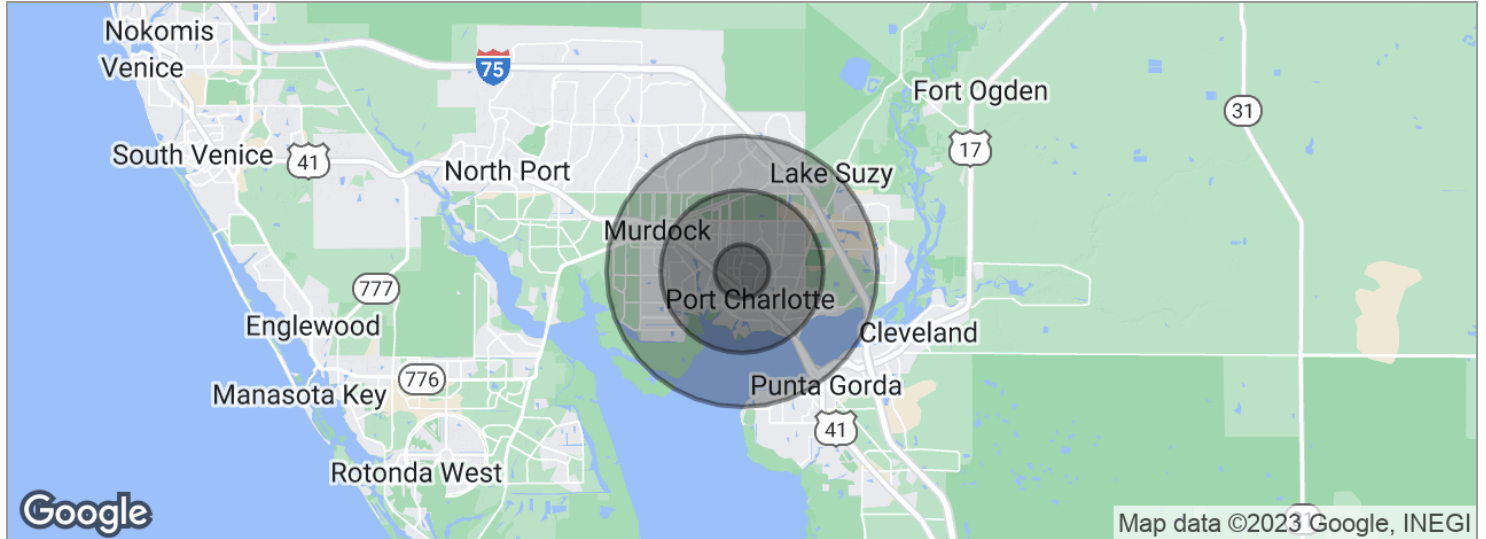 Nokomis
Venice
75
Fort Ogden
31
South Venice
41
17
North Port
Lake Suzy
Murdock
777
Port Charlotte
Englewood
Cleveland
776
Manasota Key
Punta Gorda
41
Rotonda West
Google
31
Map data ©2023 Google, INEGI